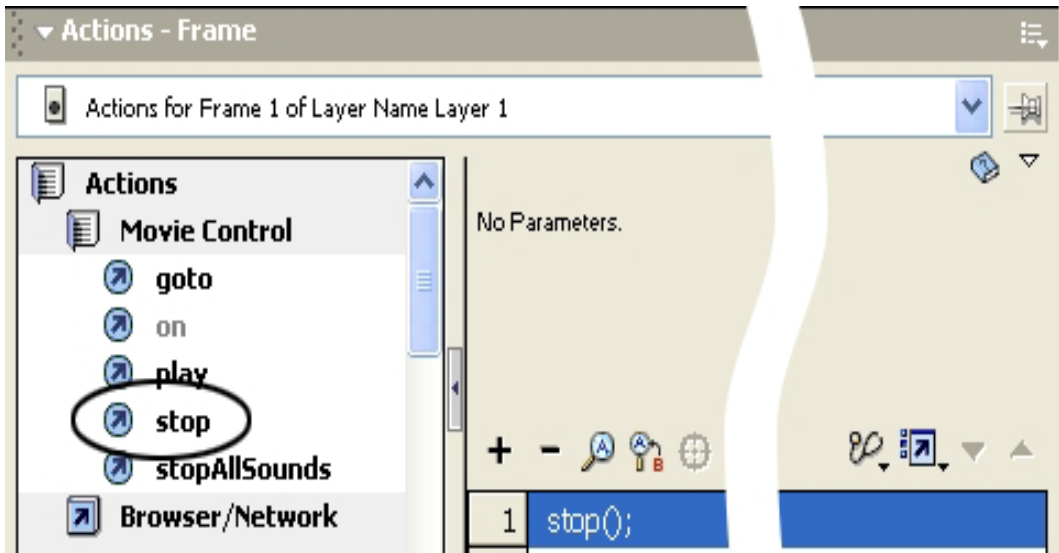 Actions - Frame
Actions for Frame 1 of Layer Name Layer 1
Actions
Movie Control
goto
on
play
stop
stopAllSounds
Browser/Network
No Parameters.
1 stop();